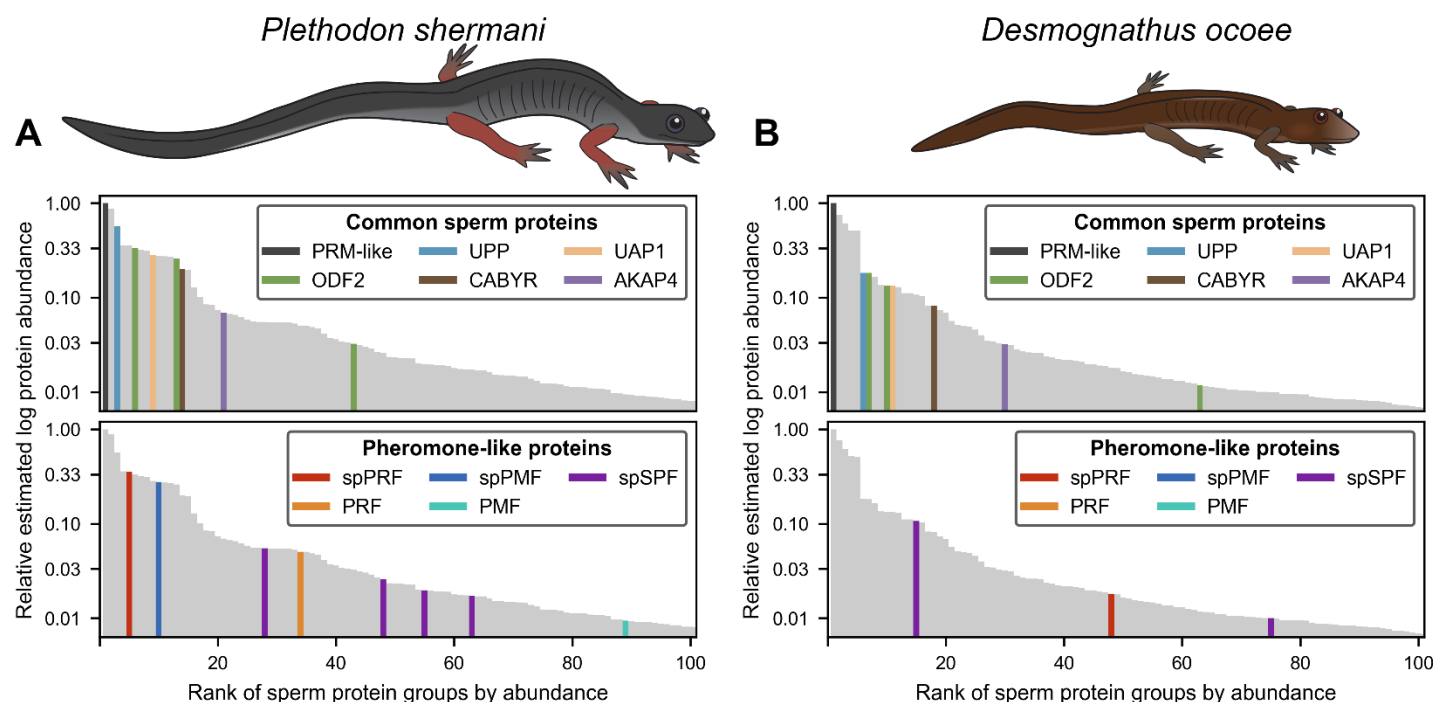 Plethodon shermani
Desmognathus ocoee
A
B
Relative estimated log protein abundance
1.00
0.33
0.10
0.03
0.01
Common sperm proteins
PRM-like UPP UAP1
ODF2 CABYR AKAP4
1.00
0.33
0.10
0.03
0.01
Pheromone-like proteins
spPRF spPMF spSPF
PRF PMF
20 40 60 80 100
Rank of sperm protein groups by abundance
Relative estimated log protein abundance
1.00
0.33
0.10
0.03
0.01
Common sperm proteins
PRM-like UPP UAP1
ODF2 CABYR AKAP4
1.00
0.33
0.10
0.03
0.01
Pheromone-like proteins
spPRF spPMF spSPF
PRF PMF
20 40 60 80 100
Rank of sperm protein groups by abundance